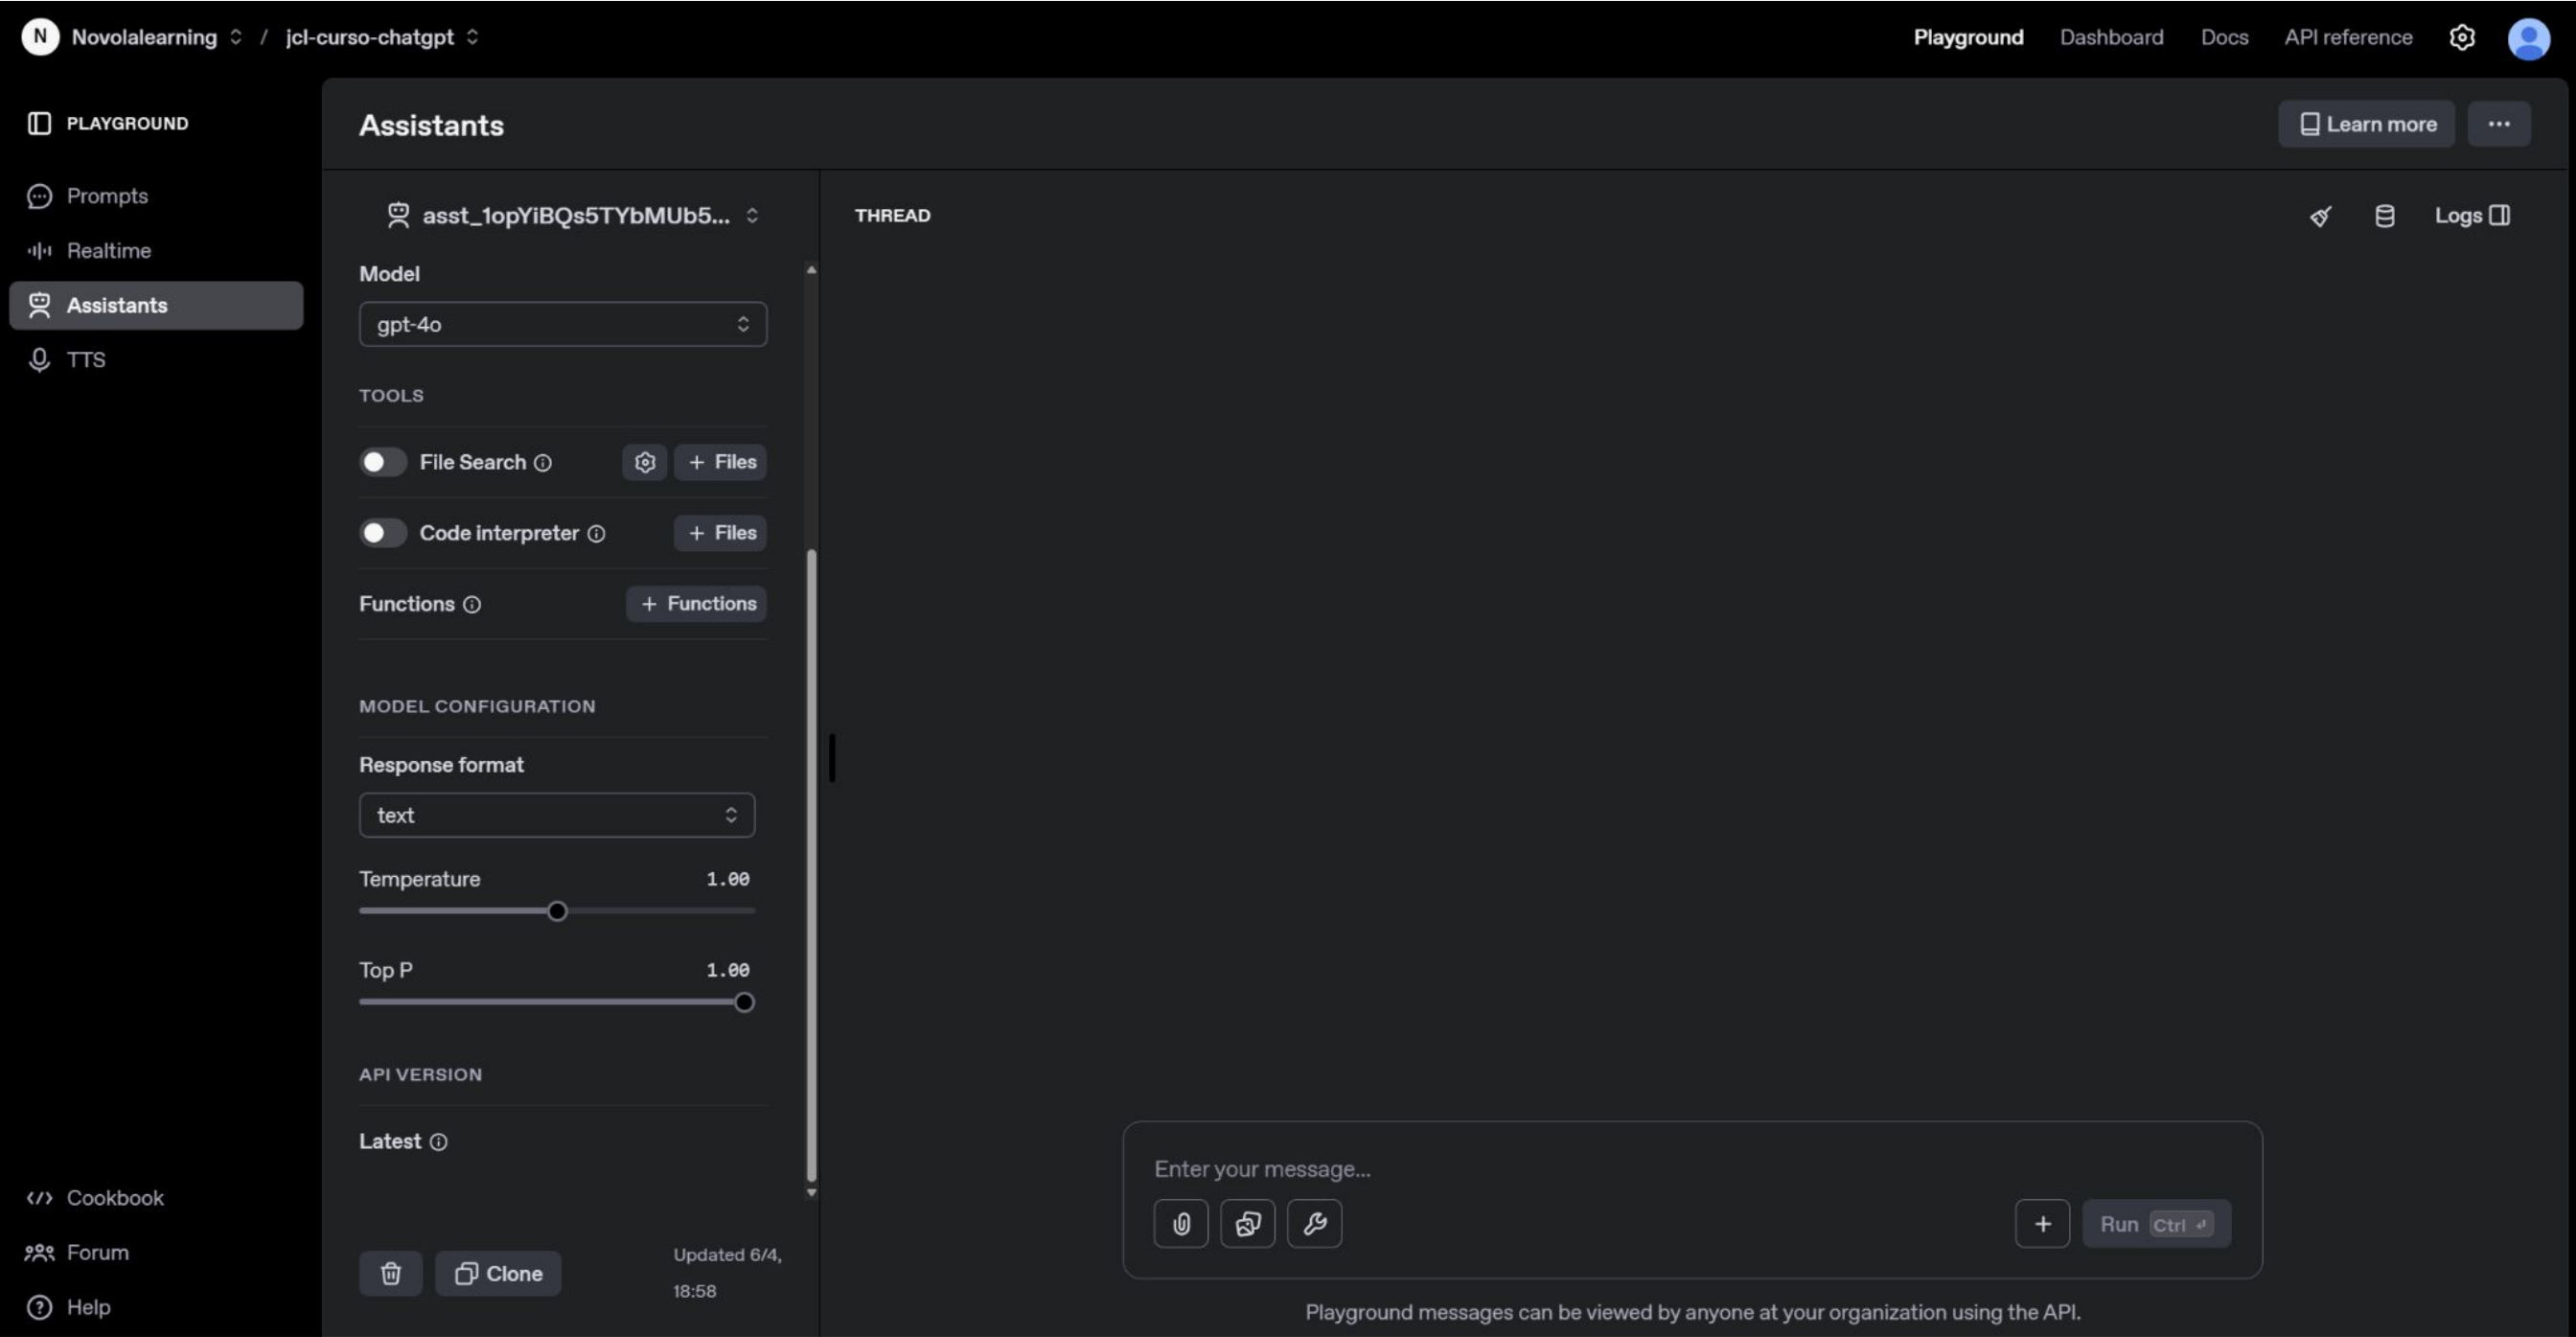 N Novolalearning / jcl-curso-chatgpt
Playground Dashboard Docs API reference
PLAYGROUND
Prompts
Realtime
Assistants
TTS
Cookbook
Forum
Help
Assistants
Learn more
asst_1opYiBQs5TYbMUb5...
Model
gpt-4o
TOOLS
File Search + Files
Code interpreter + Files
Functions + Functions
MODEL CONFIGURATION
Response format
text
Temperature 1.00
Top P 1.00
API VERSION
Latest
Clone
Updated 6/4,
18:58
THREAD
Logs
Enter your message...
Run Ctrl ↵
Playground messages can be viewed by anyone at your organization using the API.